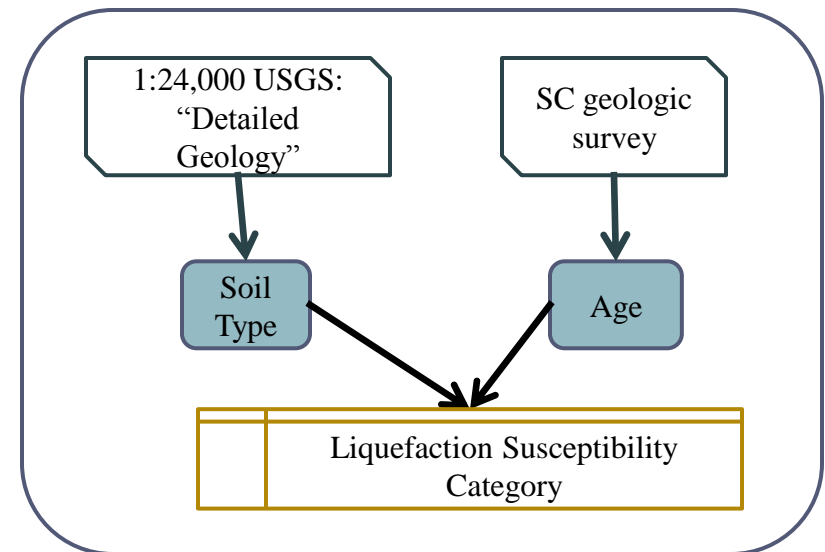 1:24,000 USGS:
“Detailed
Geology”
SC geologic
survey
Soil
Type
Age
Liquefaction Susceptibility
Category